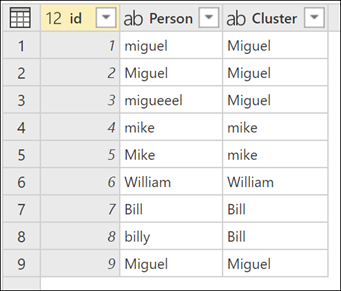 12 id ab Person ab Cluster
1 1 miguel Miguel
2 2 Miguel Miguel
3 3 migueeel Miguel
4 4 mike mike
5 5 Mike mike
6 6 William William
7 7 Bill Bill
8 8 billy Bill
9 9 Miguel Miguel